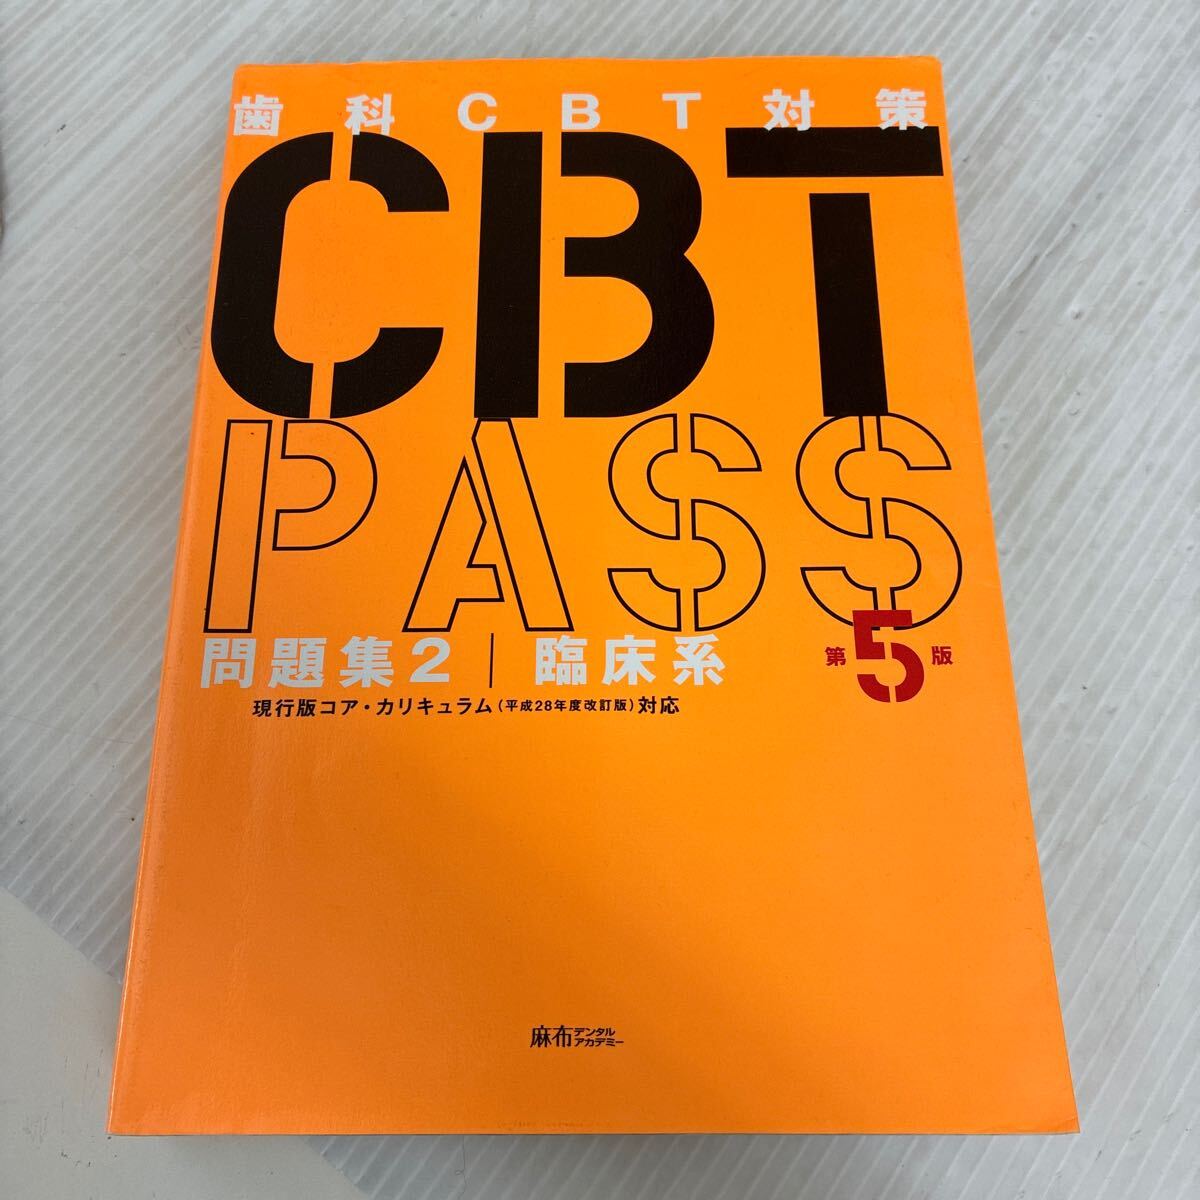 歯科CBT対策
CBT
PASS
問題集2 | 臨床系
第5版
現行版コア・カリキュラム(平成28年度改訂版)対応
麻布デンタルアカデミー